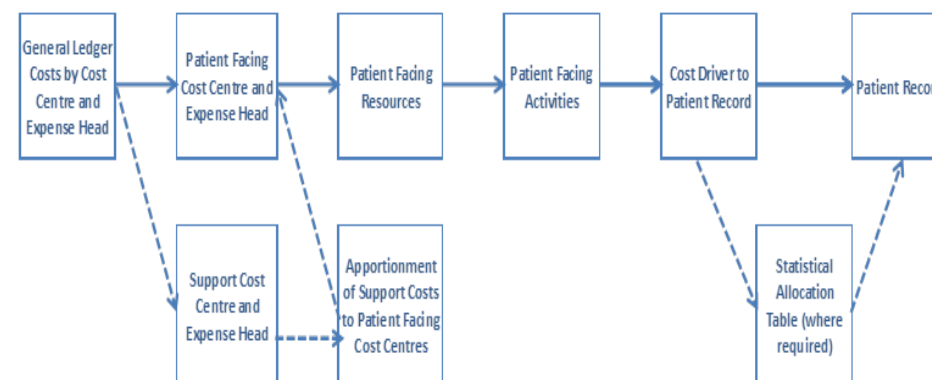 General Ledger
Costs by Cost
Centre and
Expense Head
Patient Facing
Cost Centre and
Expense Head
Patient Facing
Resources
Patient Facing
Activities
Cost Driver to
Patient Record
Patient Recor
Support Cost
Centre and
Expense Head
Apportionment
of Support Costs
to Patient Facing
Cost Centres
Statistical
Allocation
Table (where
required)